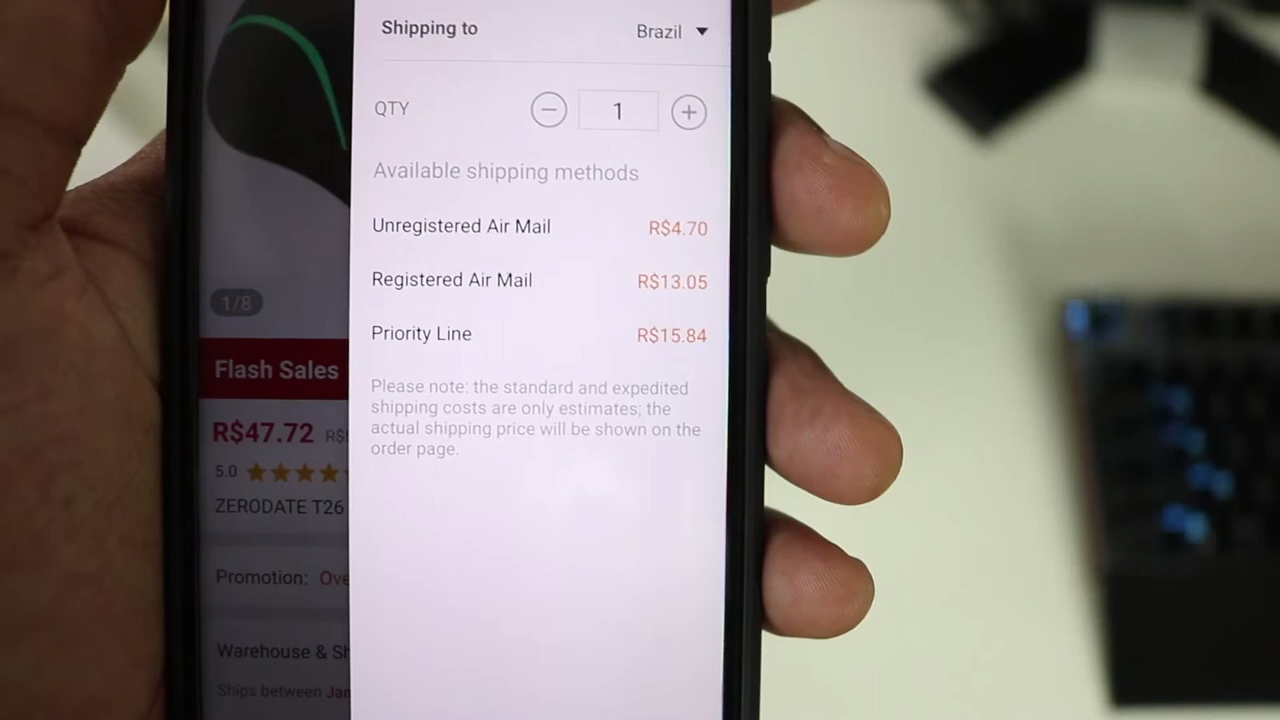 Shipping to
Brazil
QTY
1
Available shipping methods
Unregistered Air Mail R$4.70
Registered Air Mail R$13.05
Priority Line R$15.84
Please note: the standard and expedited
shipping costs are only estimates; the
actual shipping price will be shown on the
order page.
1/8
Flash Sales
R$47.72 R$
5.0
ZERODATE T26
Promotion:
Warehouse &
Ships between